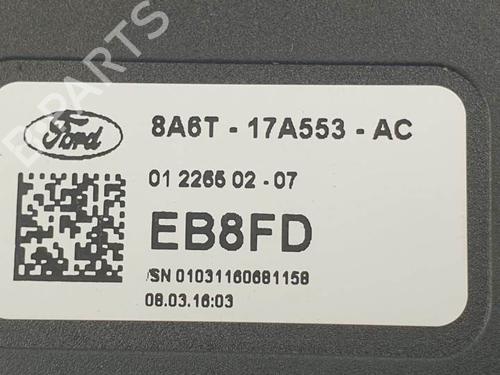 B-PARTS
Ford
8A6T - 17A553 - AC
01 2265 02 - 07
EB8FD
/SN 01031160681158
08.03.16:03